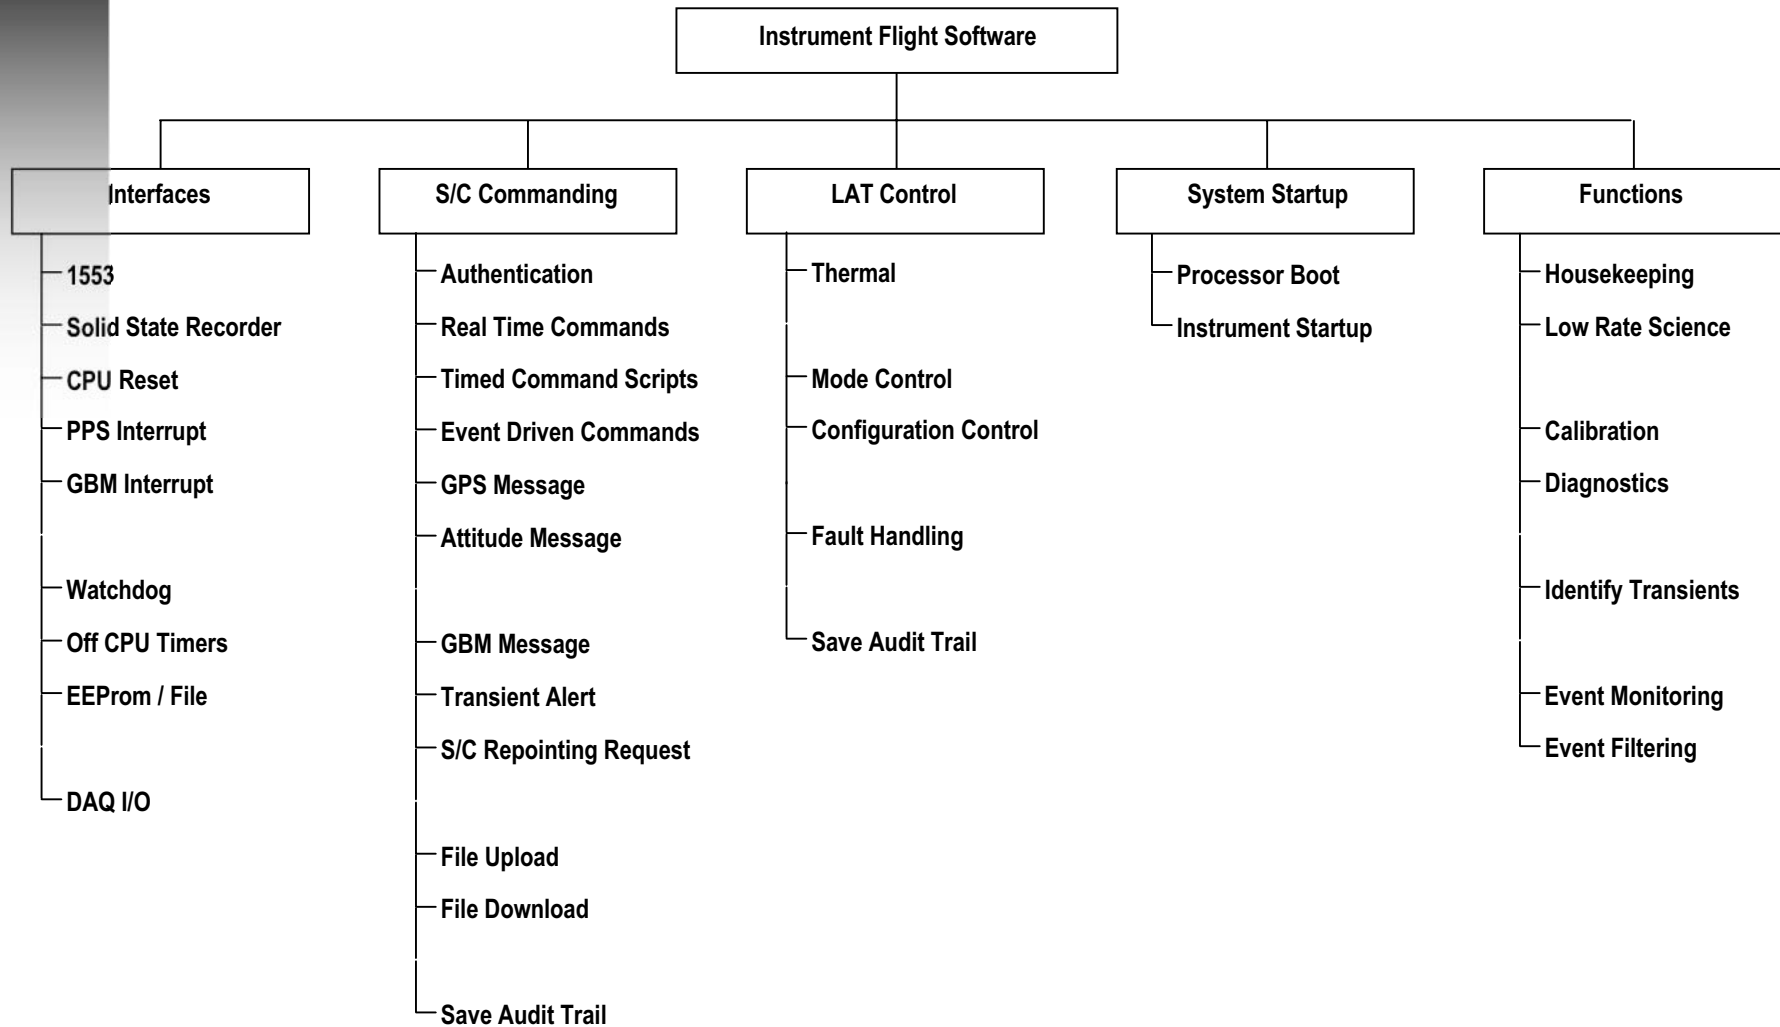 Instrument Flight Software
Interfaces
1553
Solid State Recorder
CPU Reset
PPS Interrupt
GBM Interrupt
Watchdog
Off CPU Timers
EEProm / File
DAQ I/O
S/C Commanding
Authentication
Real Time Commands
Timed Command Scripts
Event Driven Commands
GPS Message
Attitude Message
GBM Message
Transient Alert
S/C Repointing Request
File Upload
File Download
Save Audit Trail
LAT Control
Thermal
Mode Control
Configuration Control
Fault Handling
Save Audit Trail
System Startup
Processor Boot
Instrument Startup
Functions
Housekeeping
Low Rate Science
Calibration
Diagnostics
Identify Transients
Event Monitoring
Event Filtering